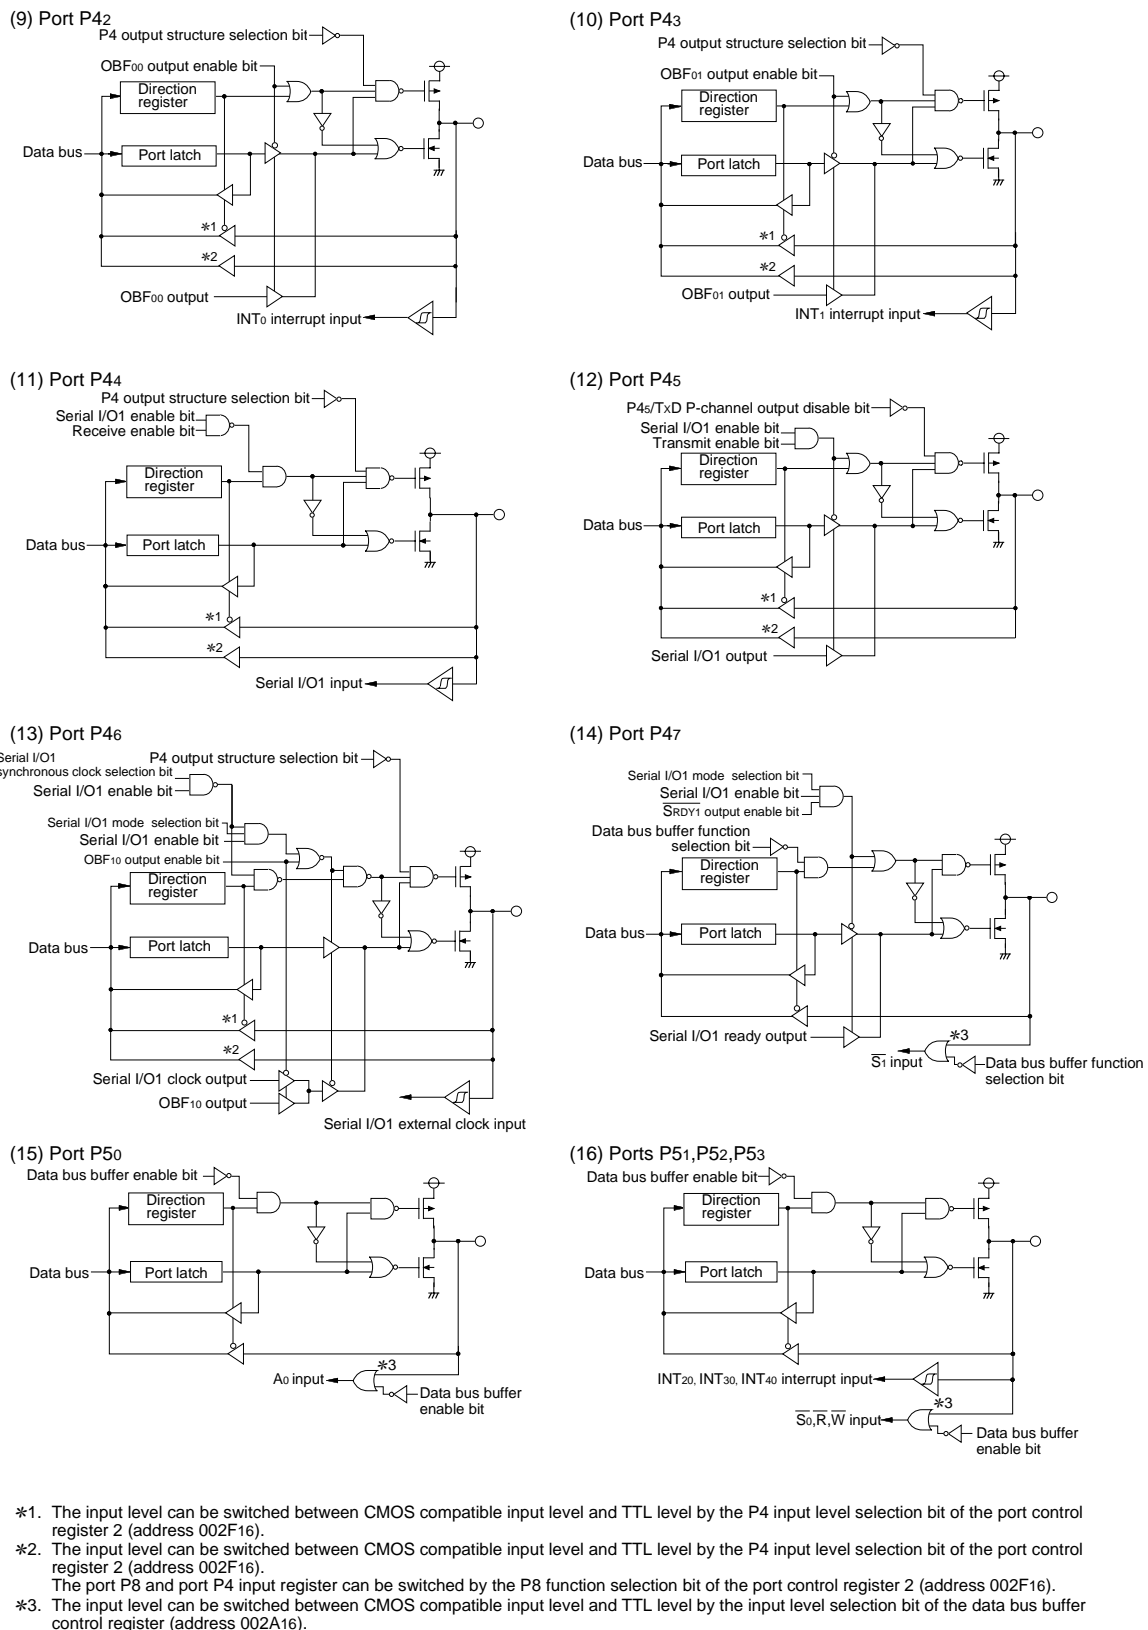 (9) Port P42
P4 output structure selection bit
OBF00 output enable bit
Direction
register
Data bus
Port latch
*1
*2
OBF00 output
INT0 interrupt input
(10) Port P43
P4 output structure selection bit
OBF01 output enable bit
Direction
register
Data bus
Port latch
*1
*2
OBF01 output
INT1 interrupt input
(11) Port P44
P4 output structure selection bit
Serial I/O1 enable bit
Receive enable bit
Direction
register
Data bus
Port latch
*1
*2
Serial I/O1 input
(12) Port P45
P45/TxD P-channel output disable bit
Serial I/O1 enable bit
Transmit enable bit
Direction
register
Data bus
Port latch
*1
*2
Serial I/O1 output
(13) Port P46
Serial I/O1
synchronous clock selection bit
P4 output structure selection bit
Serial I/O1 enable bit
Serial I/O1 mode selection bit
Serial I/O1 enable bit
OBF10 output enable bit
Direction
register
Data bus
Port latch
*1
*2
Serial I/O1 clock output
OBF10 output
Serial I/O1 external clock input
(14) Port P47
Serial I/O1 mode selection bit
Serial I/O1 enable bit
SRDY1 output enable bit
Data bus buffer function
selection bit
Direction
register
Data bus
Port latch
Serial I/O1 ready output
*3
S1 input
Data bus buffer function
selection bit
(15) Port P50
Data bus buffer enable bit
Direction
register
Data bus
Port latch
*3
A0 input
Data bus buffer
enable bit
(16) Ports P51,P52,P53
Data bus buffer enable bit
Direction
register
Data bus
Port latch
INT20, INT30, INT40 interrupt input
*3
S0,R,W input
Data bus buffer
enable bit
*1. The input level can be switched between CMOS compatible input level and TTL level by the P4 input level selection bit of the port control
register 2 (address 002F16).
*2. The input level can be switched between CMOS compatible input level and TTL level by the P4 input level selection bit of the port control
register 2 (address 002F16).
The port P8 and port P4 input register can be switched by the P8 function selection bit of the port control register 2 (address 002F16).
*3. The input level can be switched between CMOS compatible input level and TTL level by the input level selection bit of the data bus buffer
control register (address 002A16).